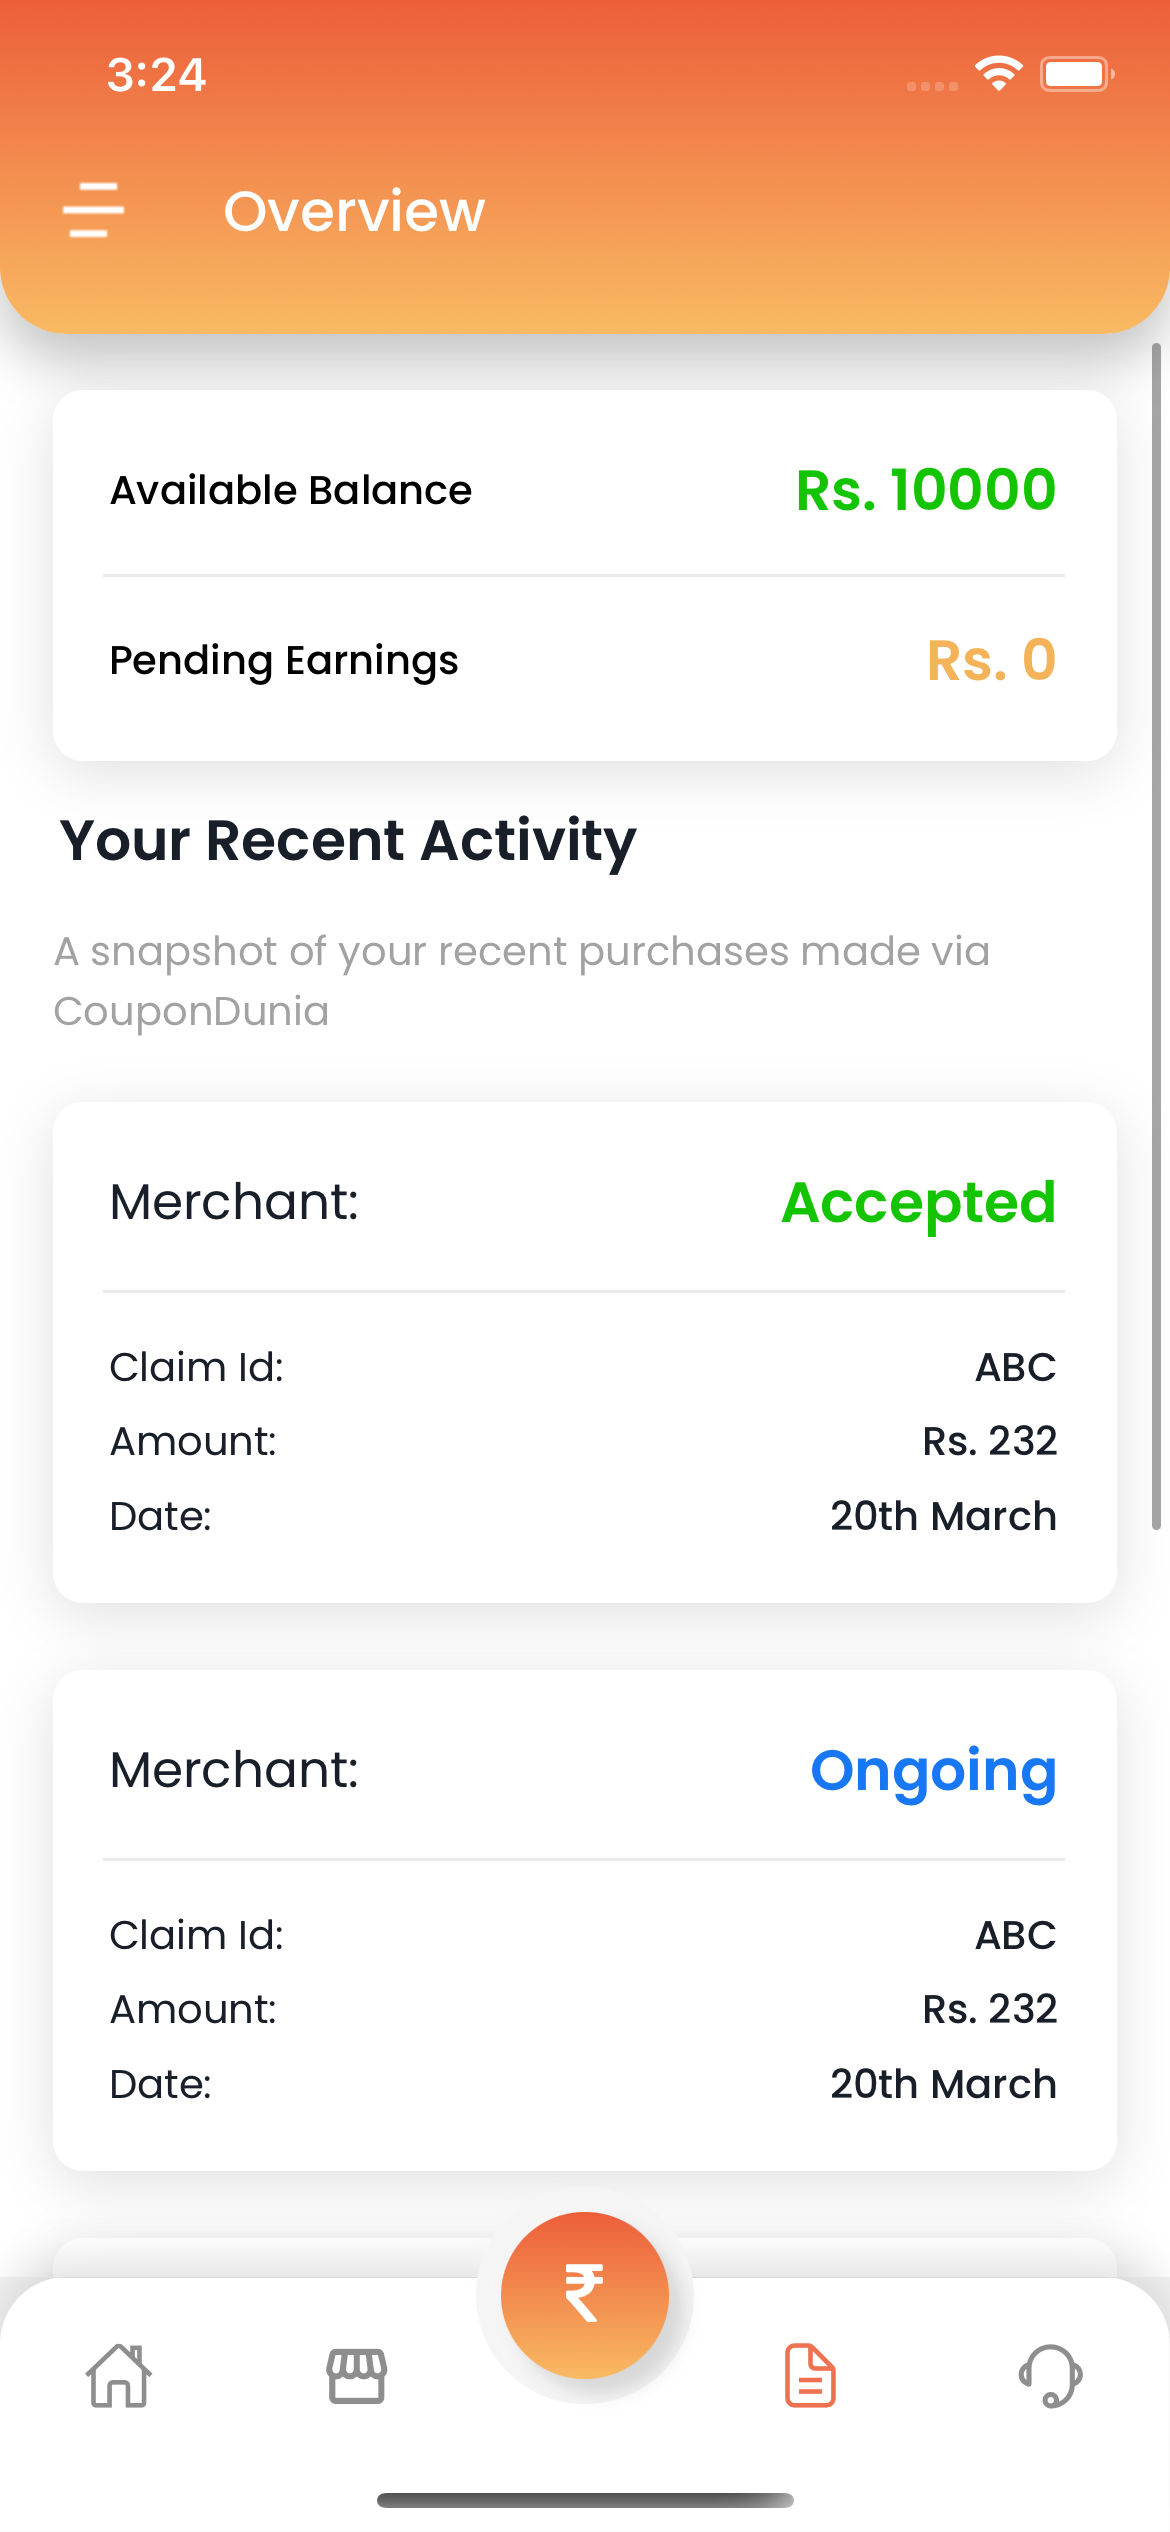 3:24
Overview
Available Balance Rs. 10000
Pending Earnings Rs. 0
Your Recent Activity
A snapshot of your recent purchases made via
CouponDunia
Merchant: Accepted
Claim Id: ABC
Amount: Rs. 232
Date: 20th March
Merchant: Ongoing
Claim Id: ABC
Amount: Rs. 232
Date: 20th March
₹